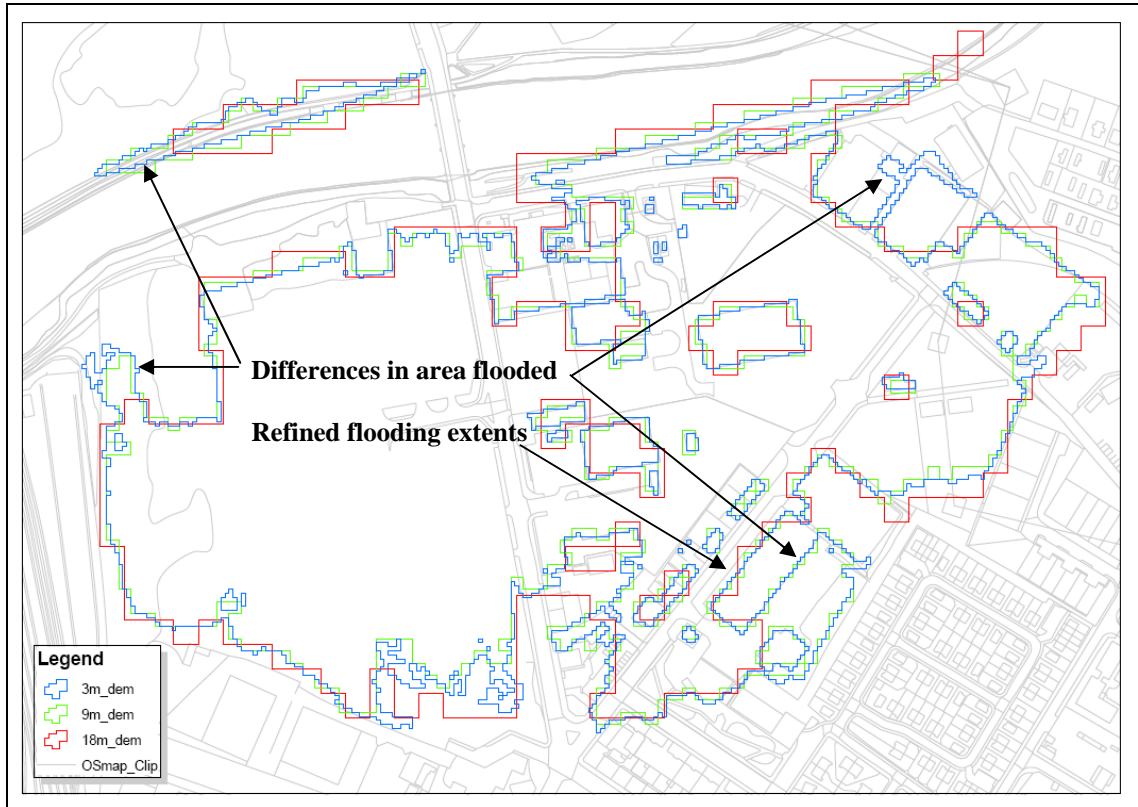 Differences in area flooded
Refined flooding extents
Legend
3m_dem
9m_dem
18m_dem
OSmap_Clip